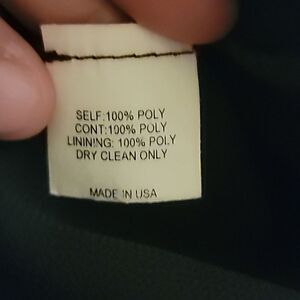 SELF:100% POLY
CONT:100% POLY
LINING: 100% POLY
DRY CLEAN ONLY
MADE IN USA